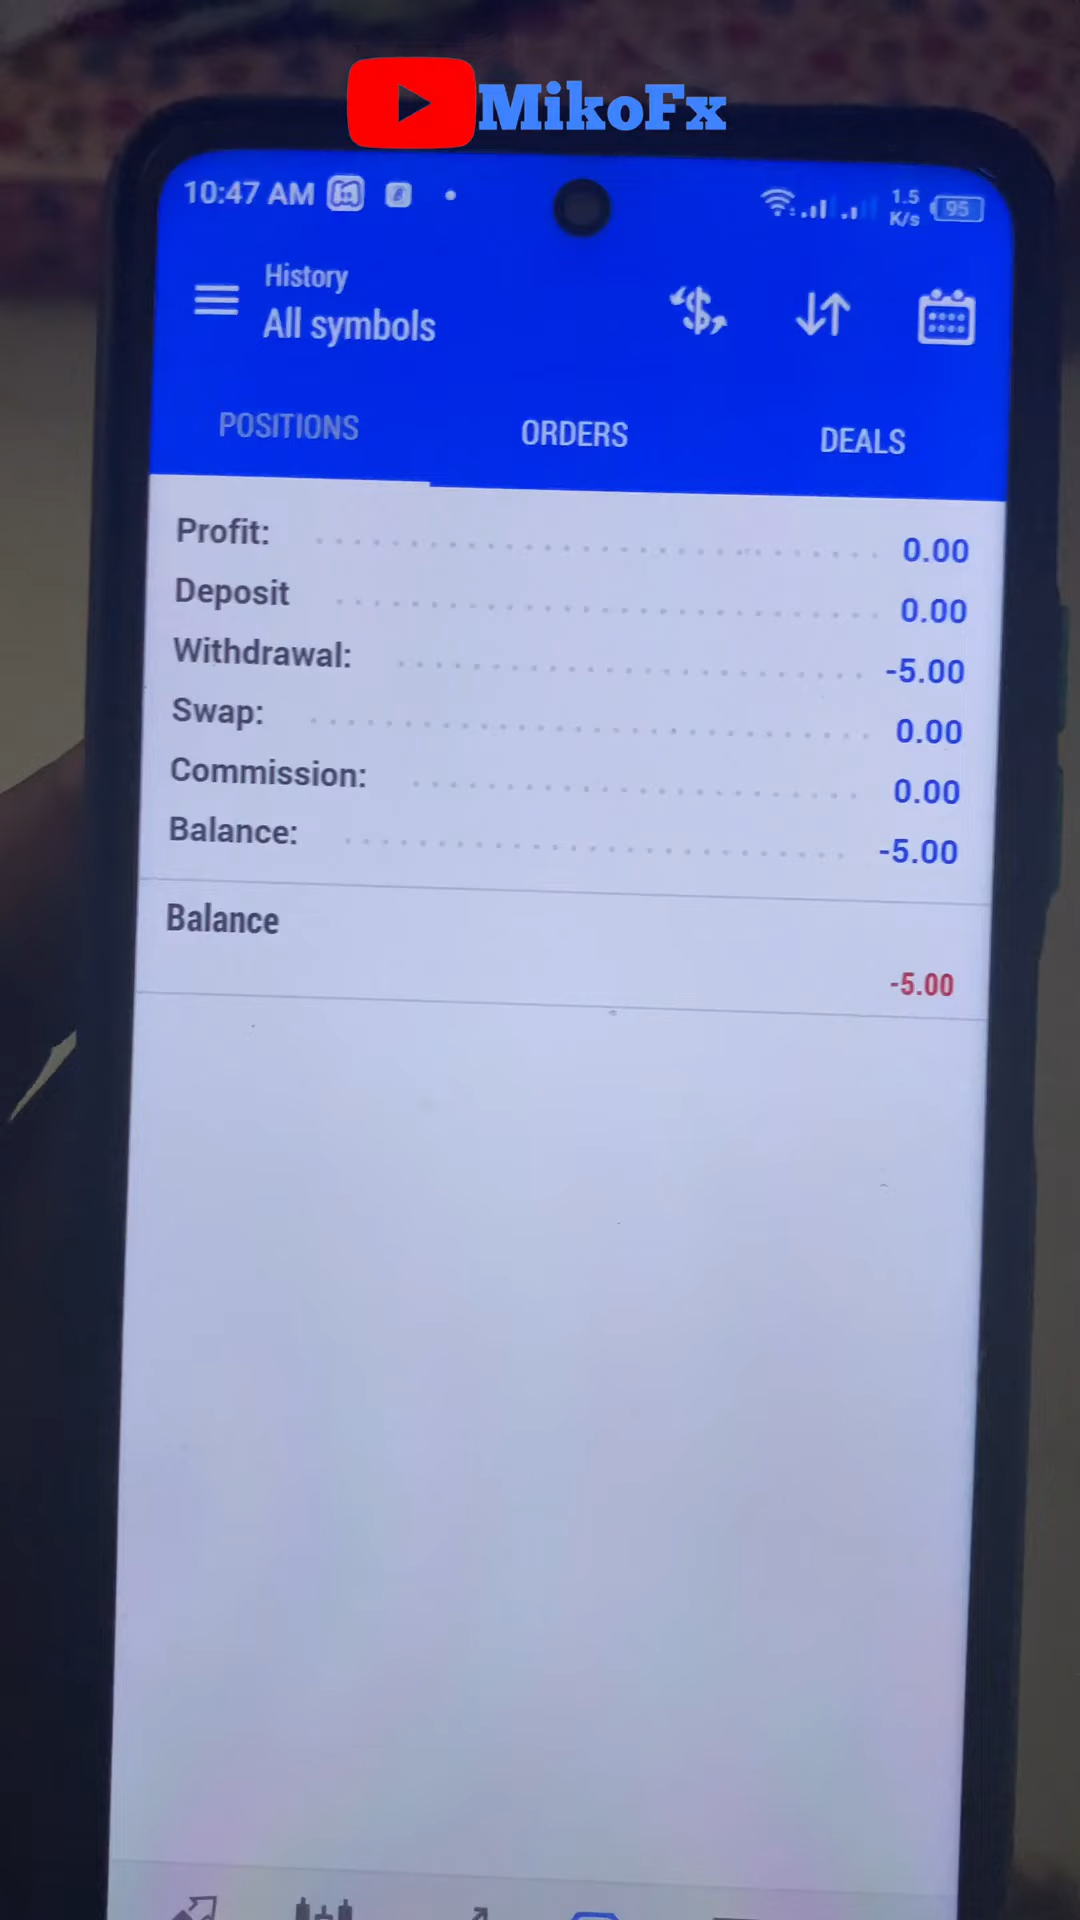 MikoFx
10:47 AM
1.5
K/s
95
History
All symbols
POSITIONS
ORDERS
DEALS
Profit: 0.00
Deposit 0.00
Withdrawal: -5.00
Swap: 0.00
Commission: 0.00
Balance: -5.00
Balance
-5.00